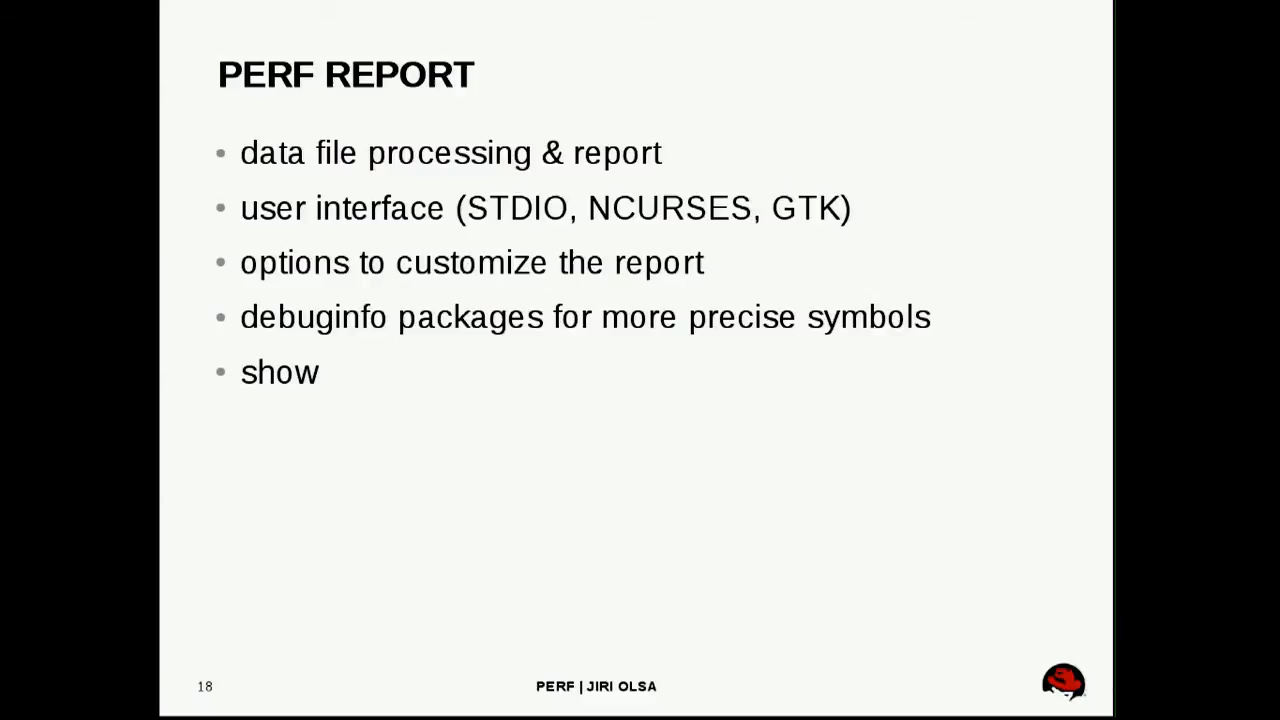 PERF REPORT
• data file processing & report
• user interface (STDIO, NCURSES, GTK)
• options to customize the report
• debuginfo packages for more precise symbols
• show
18
PERF | JIRI OLSA